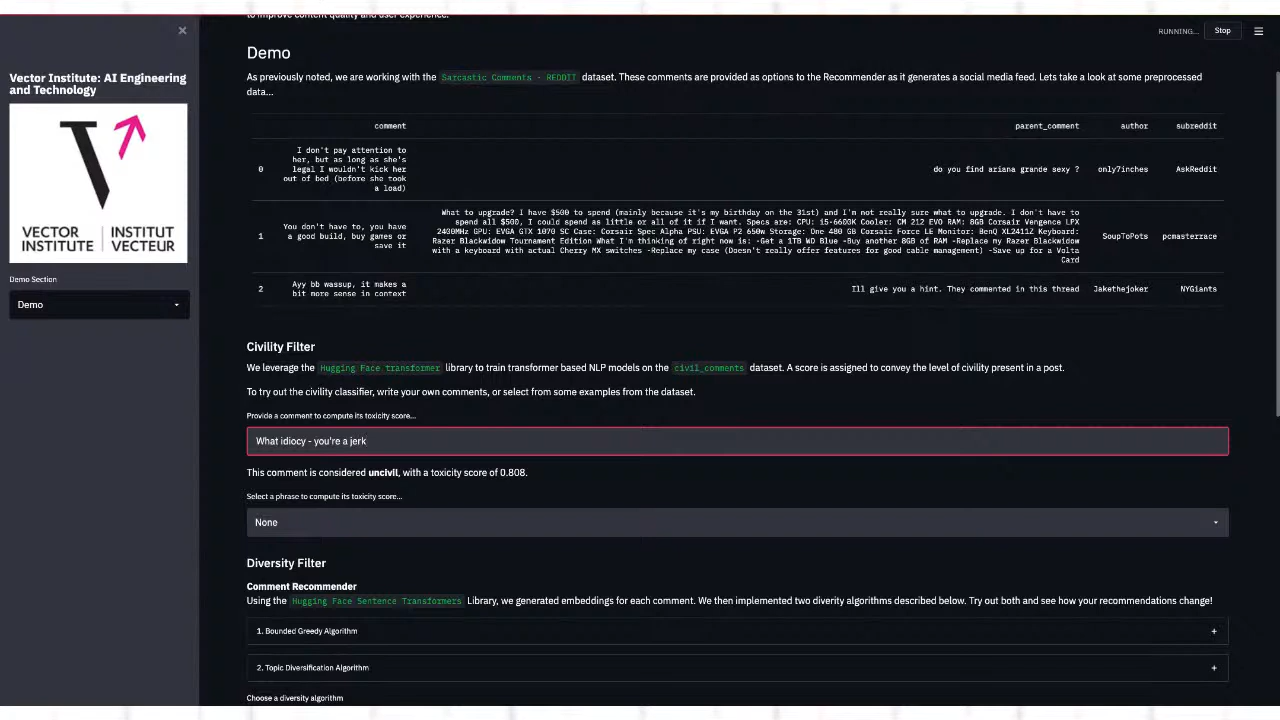 to improve content quality and user experience.
×
RUNNING...
Stop
Vector Institute: AI Engineering
and Technology
VECTOR
INSTITUTE
INSTITUT
VECTEUR
Demo Section
Demo
Demo
As previously noted, we are working with the Sarcastic Comments - REDDIT dataset. These comments are provided as options to the Recommender as it generates a social media feed. Lets take a look at some preprocessed
data...
comment parent_comment author subreddit
0
I don't pay attention to
her, but as long as she's
legal I wouldn't kick her
out of bed (before she took
a load)
do you find ariana grande sexy ?
only7inches
AskReddit
1
You don't have to, you have
a good build, buy games or
save it
What to upgrade? I have $500 to spend (mainly because it's my birthday on the 31st) and I'm not really sure what to upgrade. I don't have to
spend all $500, I could spend as little or all of it if I want. Specs are: CPU: i5-6600K Cooler: CM 212 EVO RAM: 8GB Corsair Vengence LPX
2400MHz GPU: EVGA GTX 1070 SC Case: Corsair Spec Alpha PSU: EVGA P2 650w Storage: One 480 GB Corsair Force LE Monitor: BenQ XL2411Z Keyboard:
Razer Blackwidow Tournament Edition What I'm thinking of right now is: -Get a 1TB WD Blue -Buy another 8GB of RAM -Replace my Razer Blackwidow
with a keyboard with actual Cherry MX switches -Replace my case (Doesn't really offer features for good cable management) -Save up for a Volta
Card
SoupToPots
pcmasterrace
2
Ayy bb wassup, it makes a
bit more sense in context
Ill give you a hint. They commented in this thread
Jakethejoker
NYGiants
Civility Filter
We leverage the Hugging Face transformer library to train transformer based NLP models on the civil_comments dataset. A score is assigned to convey the level of civility present in a post.
To try out the civility classifier, write your own comments, or select from some examples from the dataset.
Provide a comment to compute its toxicity score...
What idiocy - you're a jerk
This comment is considered uncivil, with a toxicity score of 0.808.
Select a phrase to compute its toxicity score...
None
Diversity Filter
Comment Recommender
Using the Hugging Face Sentence Transformers Library, we generated embeddings for each comment. We then implemented two diverity algorithms described below. Try out both and see how your recommendations change!
1. Bounded Greedy Algorithm +
2. Topic Diversification Algorithm +
Choose a diversity algorithm